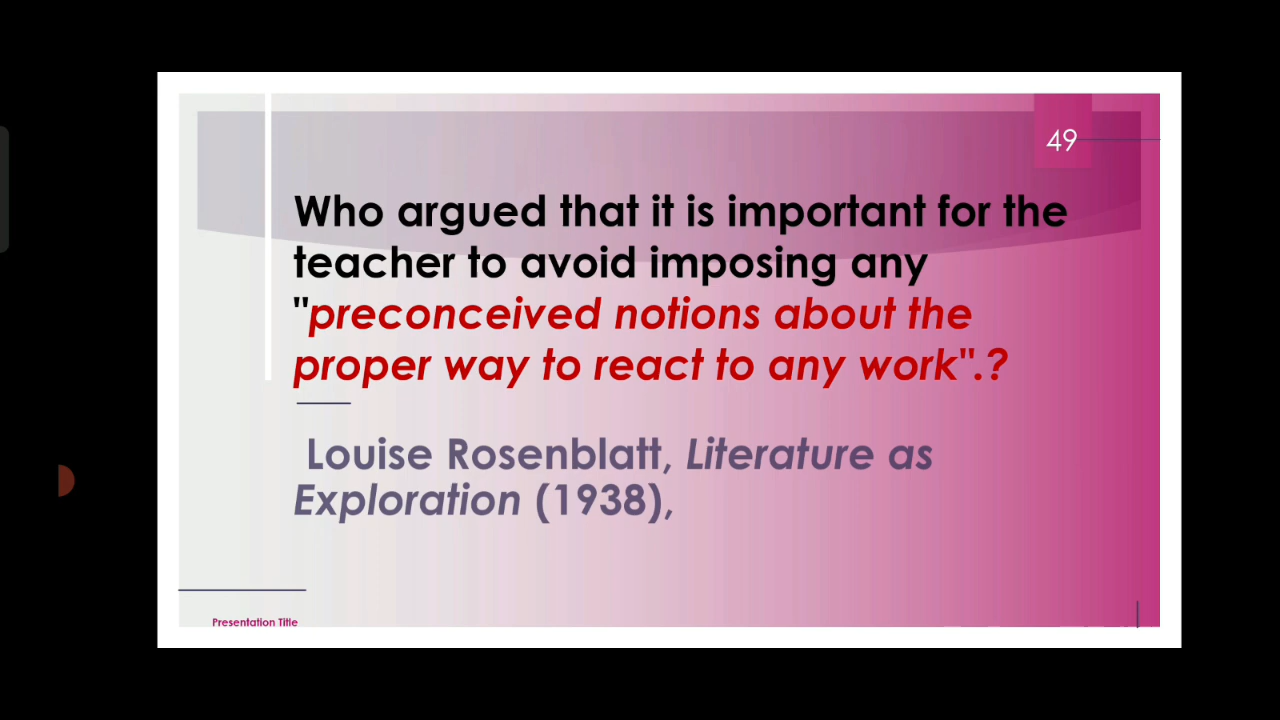 49
Who argued that it is important for the
teacher to avoid imposing any
"preconceived notions about the
proper way to react to any work".?
Louise Rosenblatt, Literature as
Exploration (1938),
Presentation Title